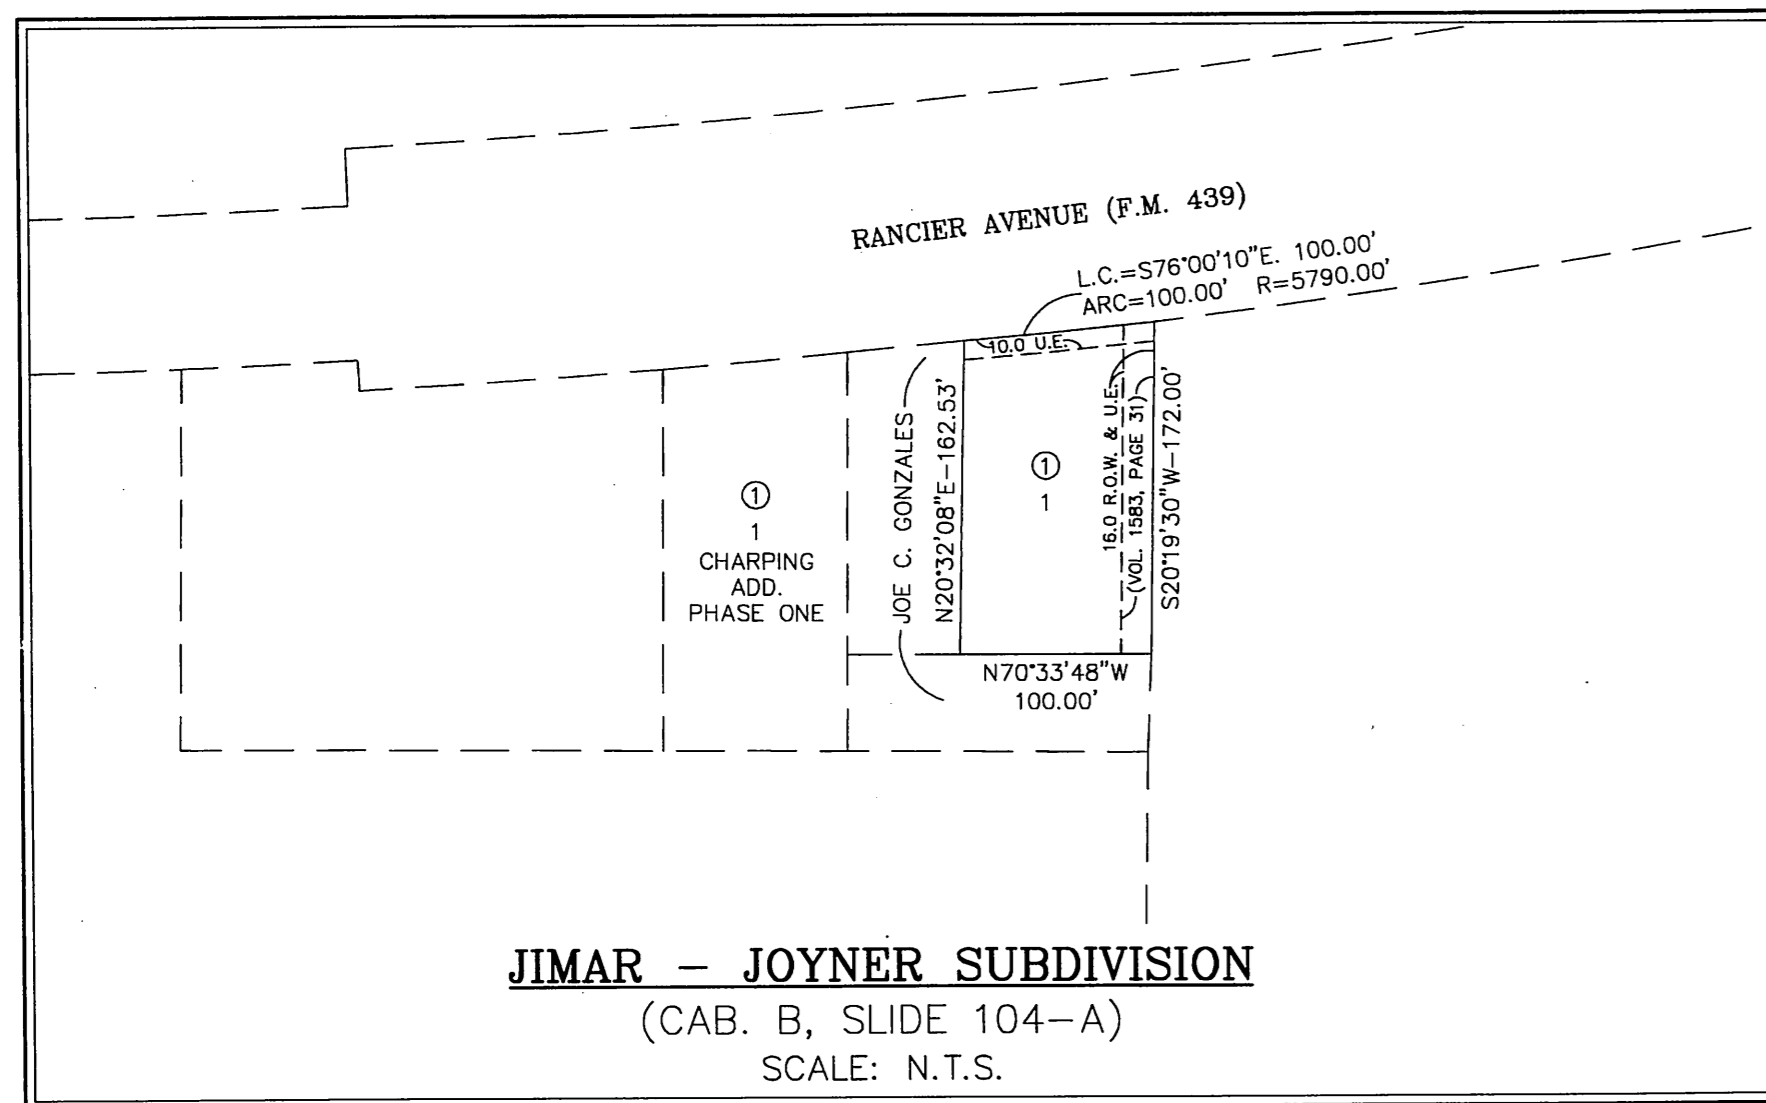 RANCIER AVENUE (F.M. 439)
L.C.=S76°00'10"E. 100.00'
ARC=100.00' R=5790.00'
10.0 U.E.
JOE C. GONZALES
N20°32'08"E-162.53'
1
1
16.0 R.O.W. & U.E.
(VOL. 1583, PAGE 31)
S20°19'30"W-172.00'
1
1
CHARPING
ADD.
PHASE ONE
N70°33'48"W
100.00'
JIMAR - JOYNER SUBDIVISION
(CAB. B, SLIDE 104-A)
SCALE: N.T.S.